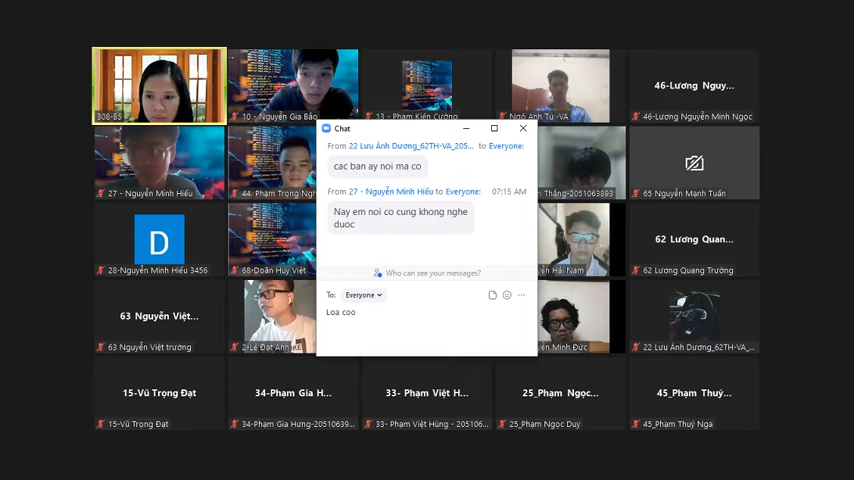 46-Lương Nguy...
308-B5
10 - Nguyễn Gia Bảo
13 - Phạm Kiến Cường
Ngô Anh Tú -VA
46-Lương Nguyễn Minh Ngọc
Chat
From 22 Lưu Ánh Dương_62TH-VA_205... to Everyone:
cac ban ay noi ma co
From 27 - Nguyễn Minh Hiếu to Everyone:
07:15 AM
Nay em noi co cung khong nghe
duoc
Who can see your messages?
To: Everyone
Loa coo
27 - Nguyễn Minh Hiếu
44. Phạm Trọng Ngh
n Thắng-2051063893
65 Nguyễn Mạnh Tuấn
D
62 Lương Quan...
28-Nguyễn Minh Hiếu 3456
68-Doãn Huy Việt
yễn Hải Nam
62 Lương Quang Trường
63 Nguyễn Việt...
63 Nguyễn Việt trường
2-Lê Đạt Anh
yễn Minh Đức
22 Lưu Ánh Dương_62TH-VA_...
15-Vũ Trọng Đạt
34-Phạm Gia H...
33- Phạm Việt H...
25_Phạm Ngọc...
45_Phạm Thuý...
15-Vũ Trọng Đạt
34-Phạm Gia Hưng-20510639...
33- Phạm Việt Hùng - 205106...
25_Phạm Ngọc Duy
45_Phạm Thuý Nga